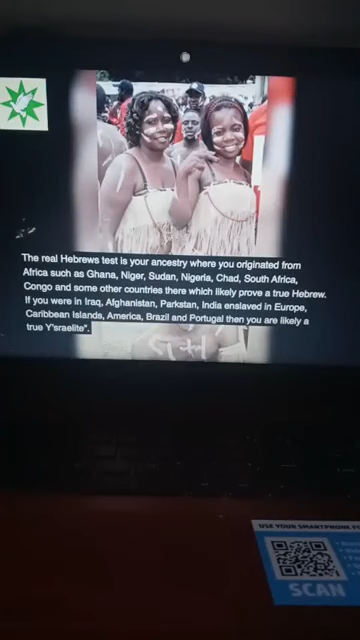 The real Hebrews test is your ancestry where you originated from
Africa such as Ghana, Niger, Sudan, Nigeria, Chad, South Africa,
Congo and some other countries there which likely prove a true Hebrew.
If you were in Iraq, Afghanistan, Parkstan, India enslaved in Europe,
Caribbean Islands, America, Brazil and Portugal then you are likely a
true Y'sraelite".
USE YOUR SMARTPHONE
SCAN